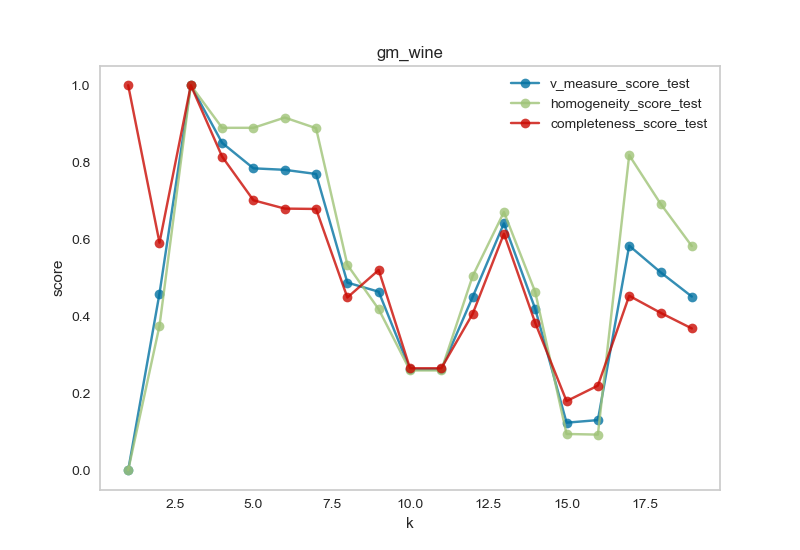 gm_wine
v_measure_score_test
homogeneity_score_test
completeness_score_test
1.0
0.8
0.6
0.4
0.2
0.0
score
2.5 5.0 7.5 10.0 12.5 15.0 17.5
k